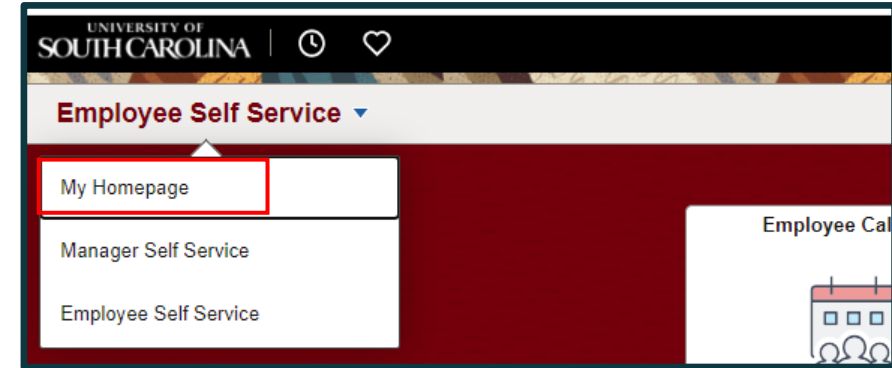 UNIVERSITY OF
SOUTH CAROLINA
Employee Self Service
My Homepage
Manager Self Service
Employee Self Service
Employee Cal